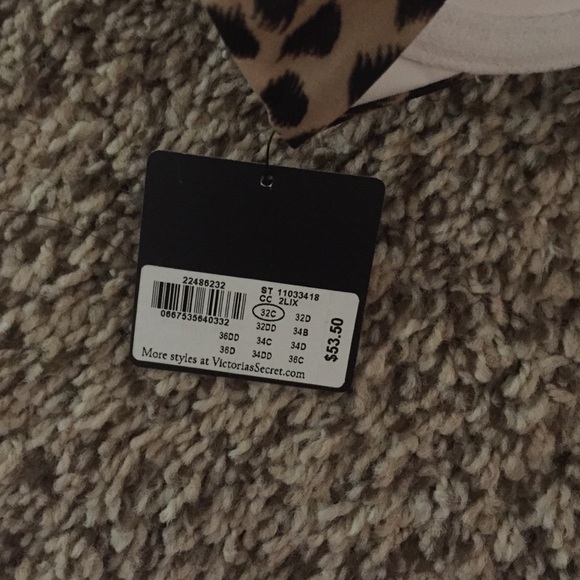 22486232
ST 11033418
CC 2LIX
0667535640332
32C 32D
32DD 34B
36DD 34C 34D
36D 34DD 36C
$53.50
More styles at VictoriasSecret.com